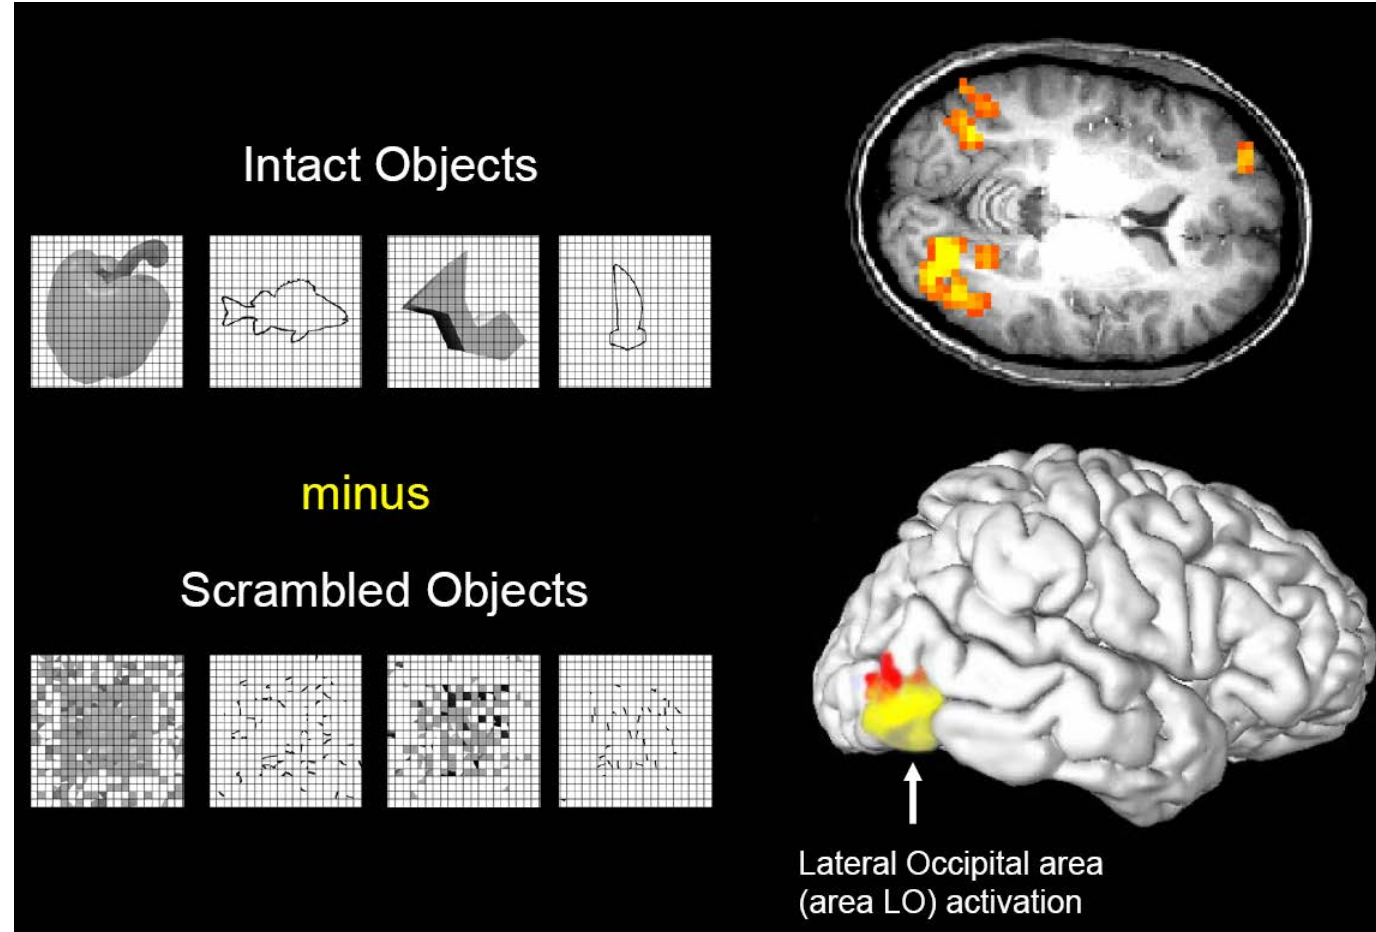 Intact Objects
minus
Scrambled Objects
Lateral Occipital area
(area LO) activation